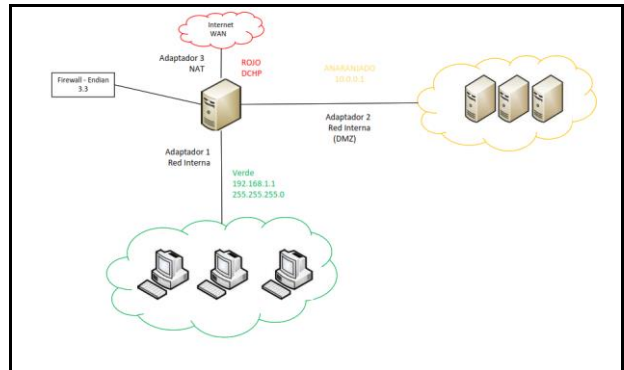 Internet
WAN
Adaptador 3
NAT
ROJO
DCHP
Firewall - Endian
3.3
ANARANJADO
10.0.0.1
Adaptador 2
Red Interna
(DMZ)
Adaptador 1
Red Interna
Verde
192.168.1.1
255.255.255.0